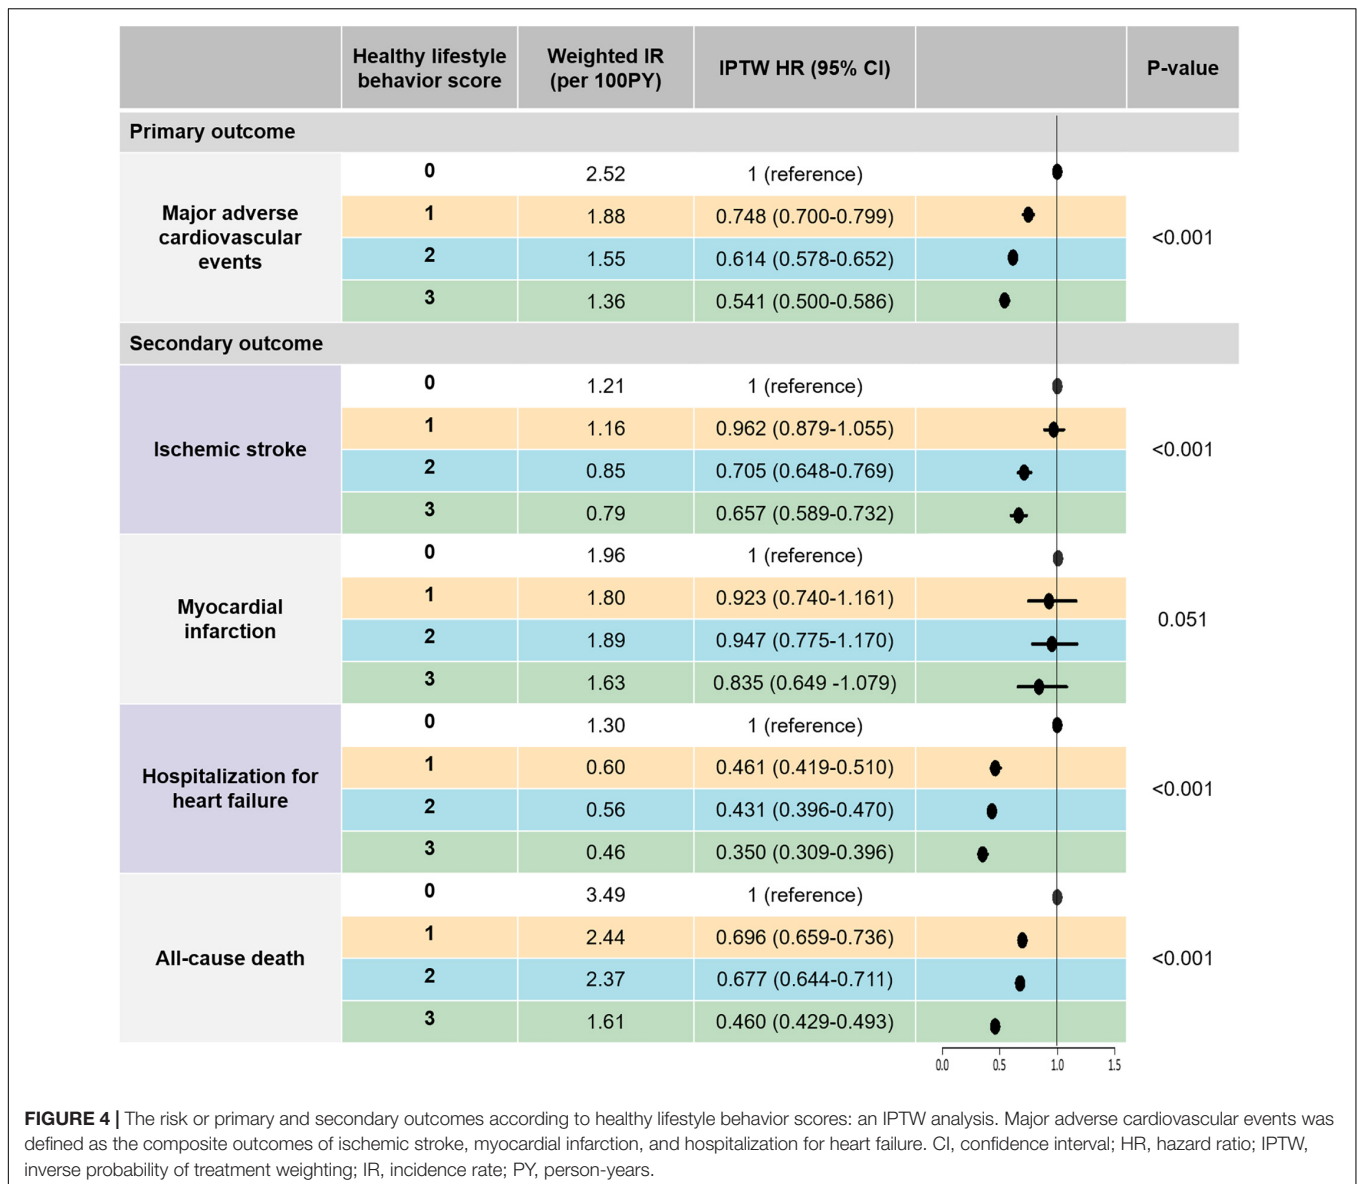 Healthy lifestyle behavior score
Weighted IR (per 100PY)
IPTW HR (95% CI)
P-value
Primary outcome
Major adverse cardiovascular events
0 2.52 1 (reference)
1 1.88 0.748 (0.700-0.799)
2 1.55 0.614 (0.578-0.652)
3 1.36 0.541 (0.500-0.586)
<0.001
Secondary outcome
Ischemic stroke
0 1.21 1 (reference)
1 1.16 0.962 (0.879-1.055)
2 0.85 0.705 (0.648-0.769)
3 0.79 0.657 (0.589-0.732)
<0.001
Myocardial infarction
0 1.96 1 (reference)
1 1.80 0.923 (0.740-1.161)
2 1.89 0.947 (0.775-1.170)
3 1.63 0.835 (0.649 -1.079)
0.051
Hospitalization for heart failure
0 1.30 1 (reference)
1 0.60 0.461 (0.419-0.510)
2 0.56 0.431 (0.396-0.470)
3 0.46 0.350 (0.309-0.396)
<0.001
All-cause death
0 3.49 1 (reference)
1 2.44 0.696 (0.659-0.736)
2 2.37 0.677 (0.644-0.711)
3 1.61 0.460 (0.429-0.493)
<0.001
0.0 0.5 1.0 1.5
FIGURE 4 | The risk or primary and secondary outcomes according to healthy lifestyle behavior scores: an IPTW analysis. Major adverse cardiovascular events was
defined as the composite outcomes of ischemic stroke, myocardial infarction, and hospitalization for heart failure. CI, confidence interval; HR, hazard ratio; IPTW,
inverse probability of treatment weighting; IR, incidence rate; PY, person-years.